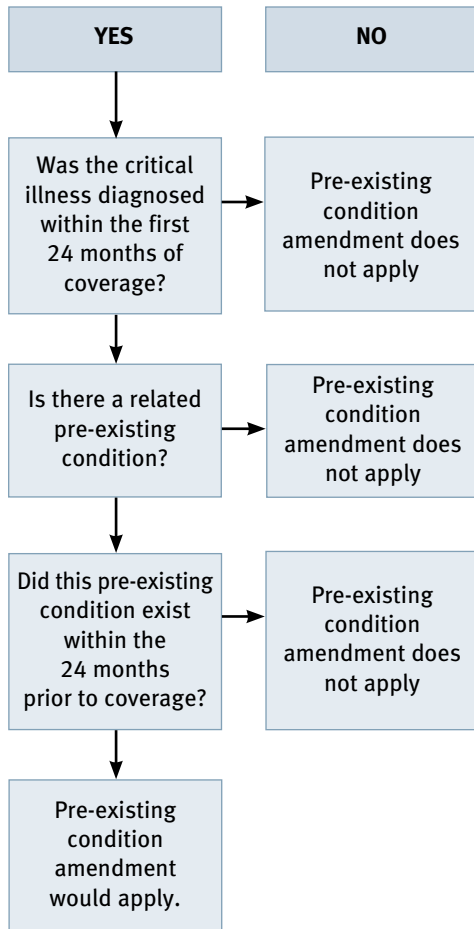 YES
NO
Was the critical
illness diagnosed
within the first
24 months of
coverage?
Pre-existing
condition
amendment does
not apply
Is there a related
pre-existing
condition?
Pre-existing
condition
amendment does
not apply
Did this pre-existing
condition exist
within the
24 months
prior to coverage?
Pre-existing
condition
amendment does
not apply
Pre-existing
condition
amendment
would apply.